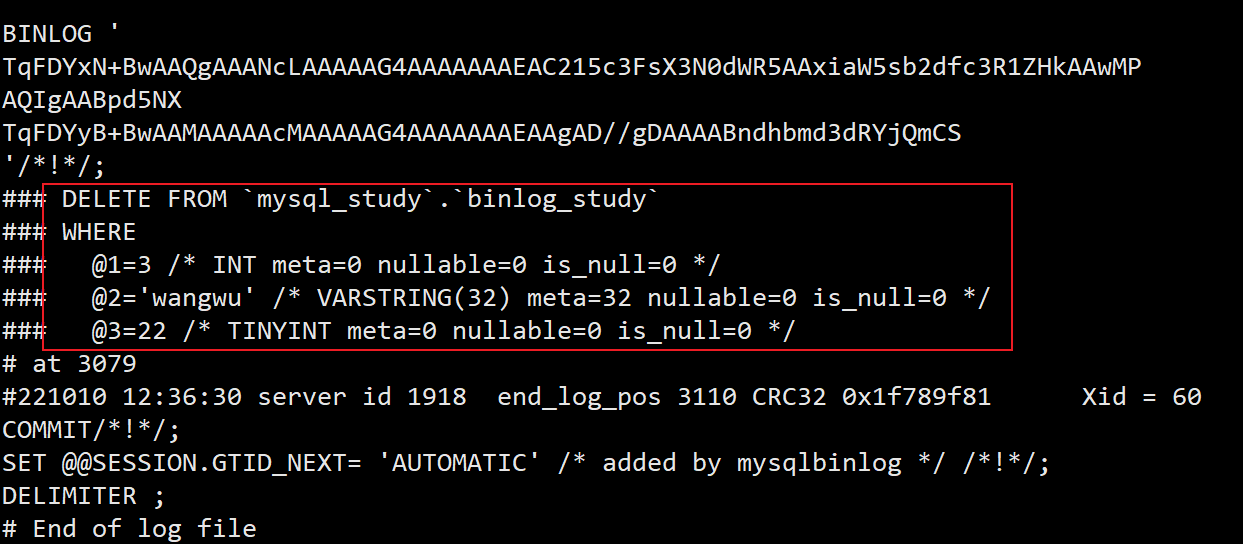 BINLOG '
TqFDYxN+BwAAQgAAANcLAAAAAG4AAAAAAAEAC215c3FsX3N0dWR5AAxiaW5sb2dfc3R1ZHkAAwMP
AQIgAABpd5NX
TqFDYyB+BwAAMAAAAAcMAAAAAG4AAAAAAAEAAgAD//gDAAAABndhbmd3dRYjQmCS
'/*!*/;
### DELETE FROM `mysql_study`.`binlog_study`
### WHERE
###   @1=3 /* INT meta=0 nullable=0 is_null=0 */
###   @2='wangwu' /* VARSTRING(32) meta=32 nullable=0 is_null=0 */
###   @3=22 /* TINYINT meta=0 nullable=0 is_null=0 */
# at 3079
#221010 12:36:30 server id 1918  end_log_pos 3110 CRC32 0x1f789f81      Xid = 60
COMMIT/*!*/;
SET @@SESSION.GTID_NEXT= 'AUTOMATIC' /* added by mysqlbinlog */ /*!*/;
DELIMITER ;
# End of log file